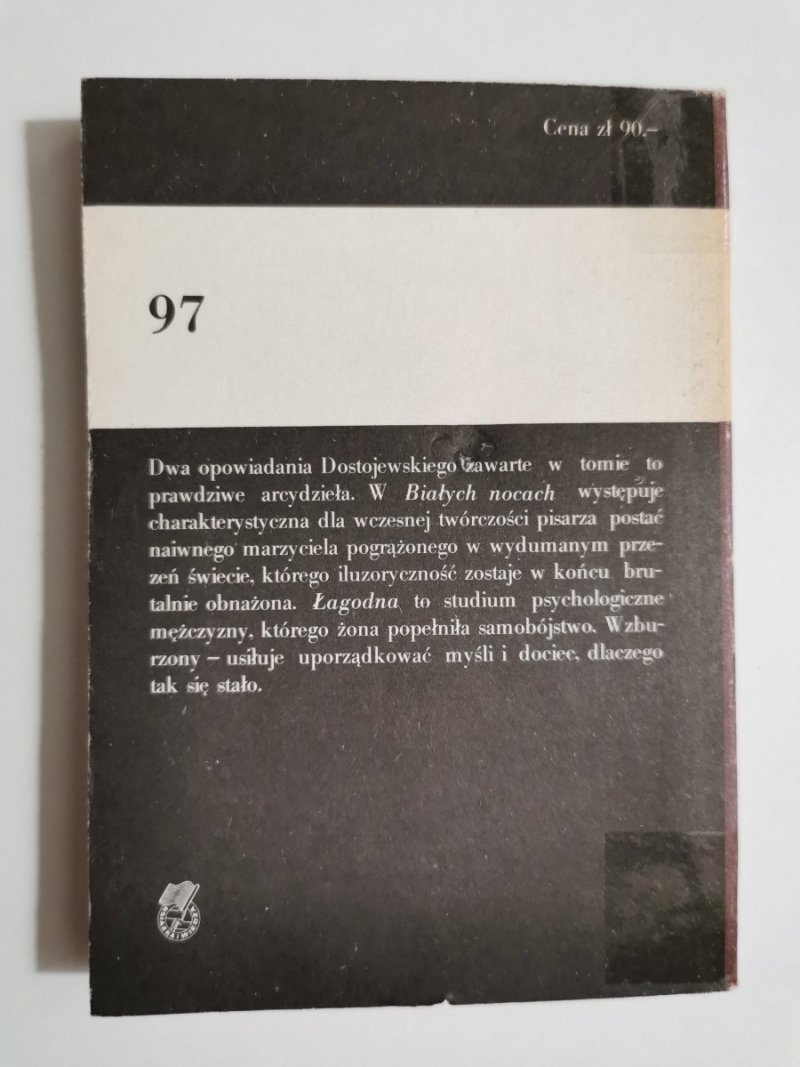 Cena zł 90.–
97
Dwa opowiadania Dostojewskiego zawarte w tomie to
prawdziwe arcydzieła. W Białych nocach występuje
charakterystyczna dla wczesnej twórczości pisarza postać
naiwnego marzyciela pogrążonego w wydumanym prze-
zeń świecie, którego iluzoryczność zostaje w końcu bru-
talnie obnażona. Łagodna to studium psychologiczne
mężczyzny, którego żona popełniła samobójstwo. Wzbu-
rzony – usiłuje uporządkować myśli i dociec, dlaczego
tak się stało.
KSIĄŻKA I WIEDZA